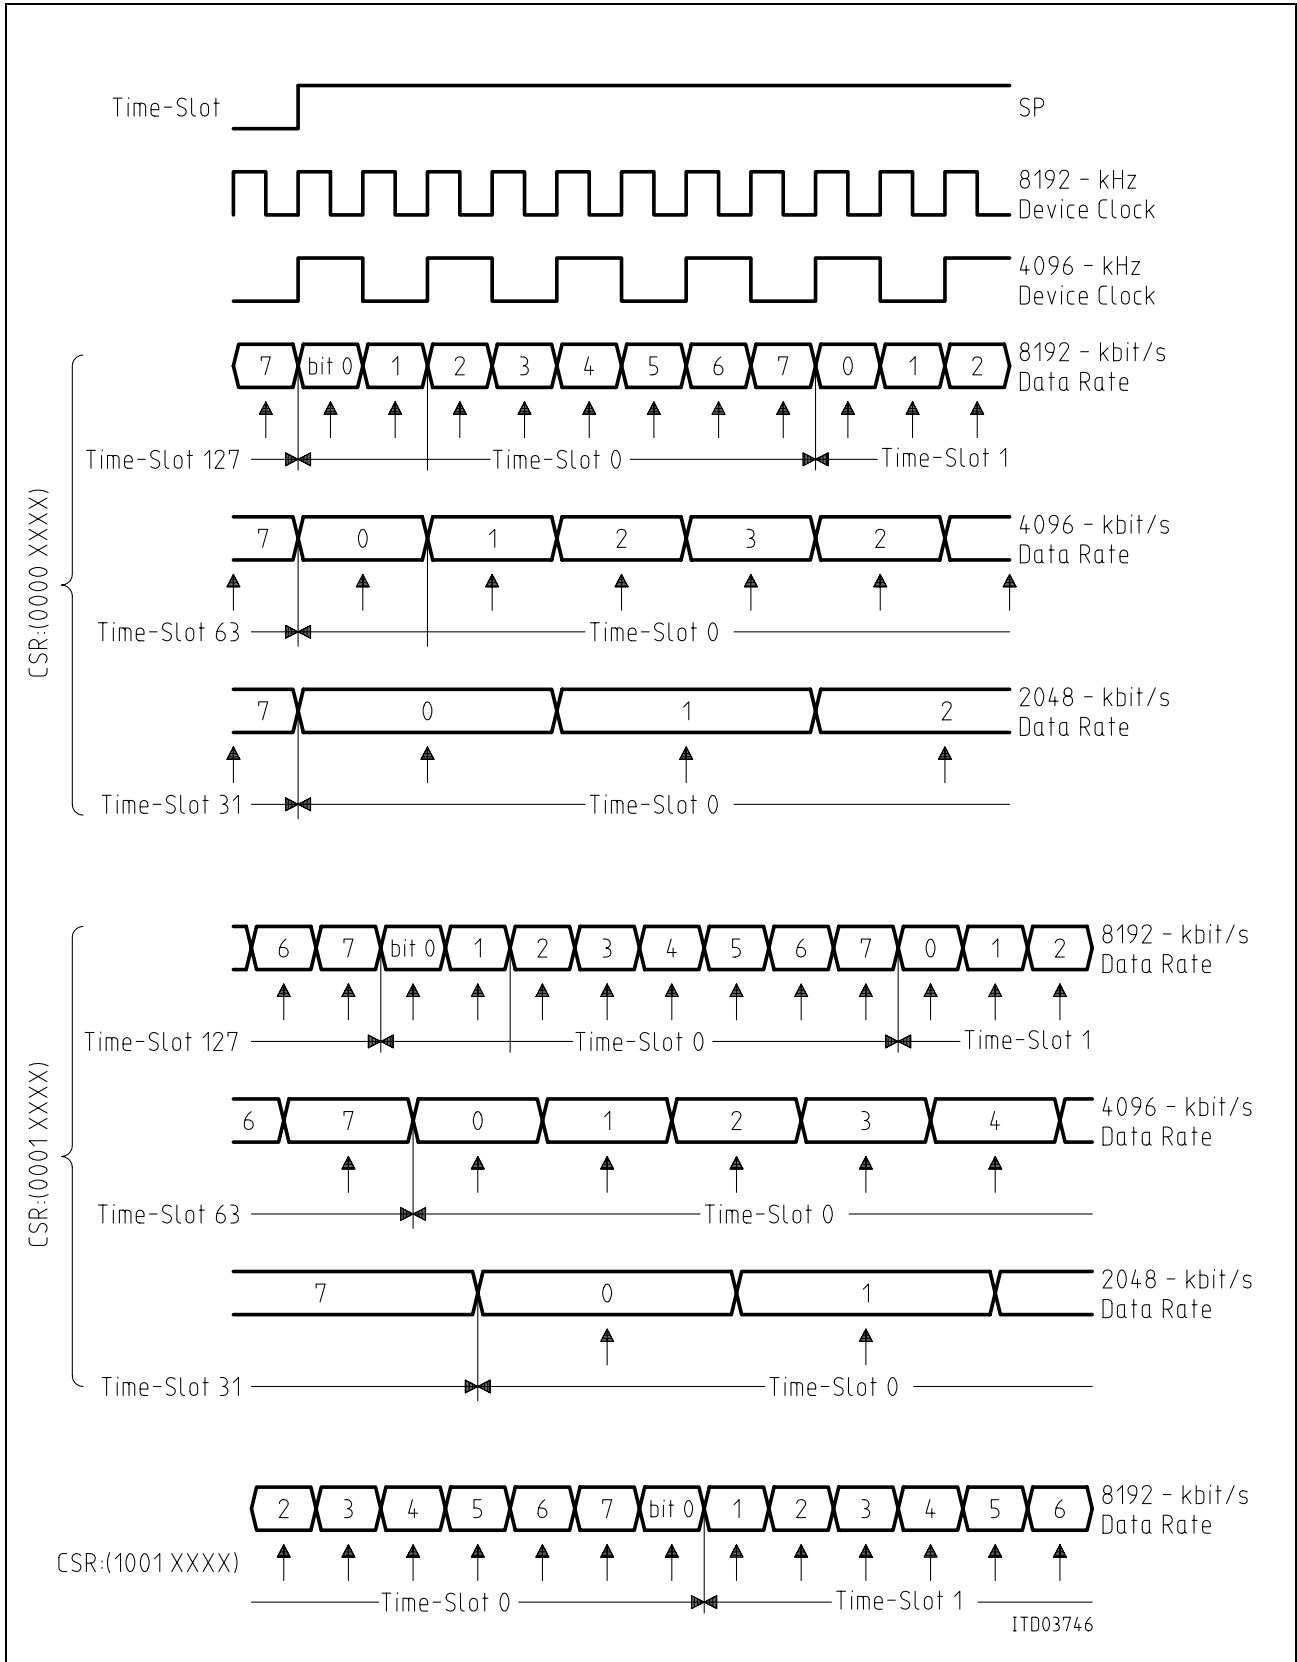 Time-Slot
SP
8192 - kHz
Device Clock
4096 - kHz
Device Clock
7 bit 0 1 2 3 4 5 6 7 0 1 2
8192 - kbit/s
Data Rate
Time-Slot 127 Time-Slot 0 Time-Slot 1
CSR:(0000 XXXX)
7 0 1 2 3 2
4096 - kbit/s
Data Rate
Time-Slot 63 Time-Slot 0
7 0 1 2
2048 - kbit/s
Data Rate
Time-Slot 31 Time-Slot 0
6 7 bit 0 1 2 3 4 5 6 7 0 1 2
8192 - kbit/s
Data Rate
Time-Slot 127 Time-Slot 0 Time-Slot 1
CSR:(0001 XXXX)
6 7 0 1 2 3 4
4096 - kbit/s
Data Rate
Time-Slot 63 Time-Slot 0
7 0 1
2048 - kbit/s
Data Rate
Time-Slot 31 Time-Slot 0
2 3 4 5 6 7 bit 0 1 2 3 4 5 6
8192 - kbit/s
Data Rate
CSR:(1001 XXXX)
Time-Slot 0 Time-Slot 1
ITD03746